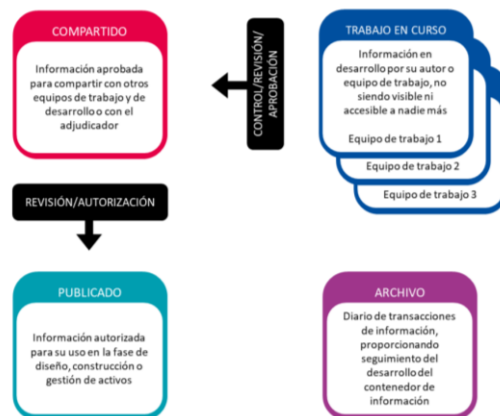 COMPARTIDO
Información aprobada
para compartir con otros
equipos de trabajo y de
desarrollo o con el
adjudicador
CONTROL/REVISIÓN/
APROBACIÓN
TRABAJO EN CURSO
Información en
desarrollo por su autor o
equipo de trabajo, no
siendo visible ni
accesible a nadie más
Equipo de trabajo 1
Equipo de trabajo 2
Equipo de trabajo 3
REVISIÓN/AUTORIZACIÓN
PUBLICADO
Información autorizada
para su uso en la fase de
diseño, construcción o
gestión de activos
ARCHIVO
Diario de transacciones
de información,
proporcionando
seguimiento del
desarrollo del
contenedor de
información